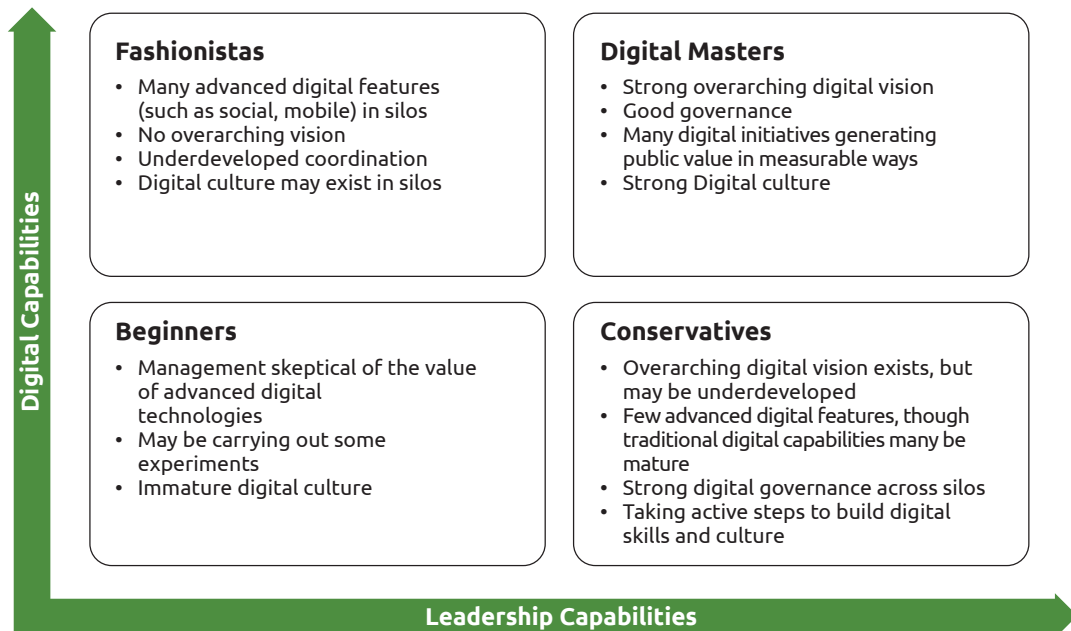 Fashionistas
• Many advanced digital features
(such as social, mobile) in silos
• No overarching vision
• Underdeveloped coordination
• Digital culture may exist in silos
Digital Masters
• Strong overarching digital vision
• Good governance
• Many digital initiatives generating
public value in measurable ways
• Strong Digital culture
Digital Capabilities
Beginners
• Management skeptical of the value
of advanced digital
technologies
• May be carrying out some
experiments
• Immature digital culture
Conservatives
• Overarching digital vision exists, but
may be underdeveloped
• Few advanced digital features, though
traditional digital capabilities many be
mature
• Strong digital governance across silos
• Taking active steps to build digital
skills and culture
Leadership Capabilities